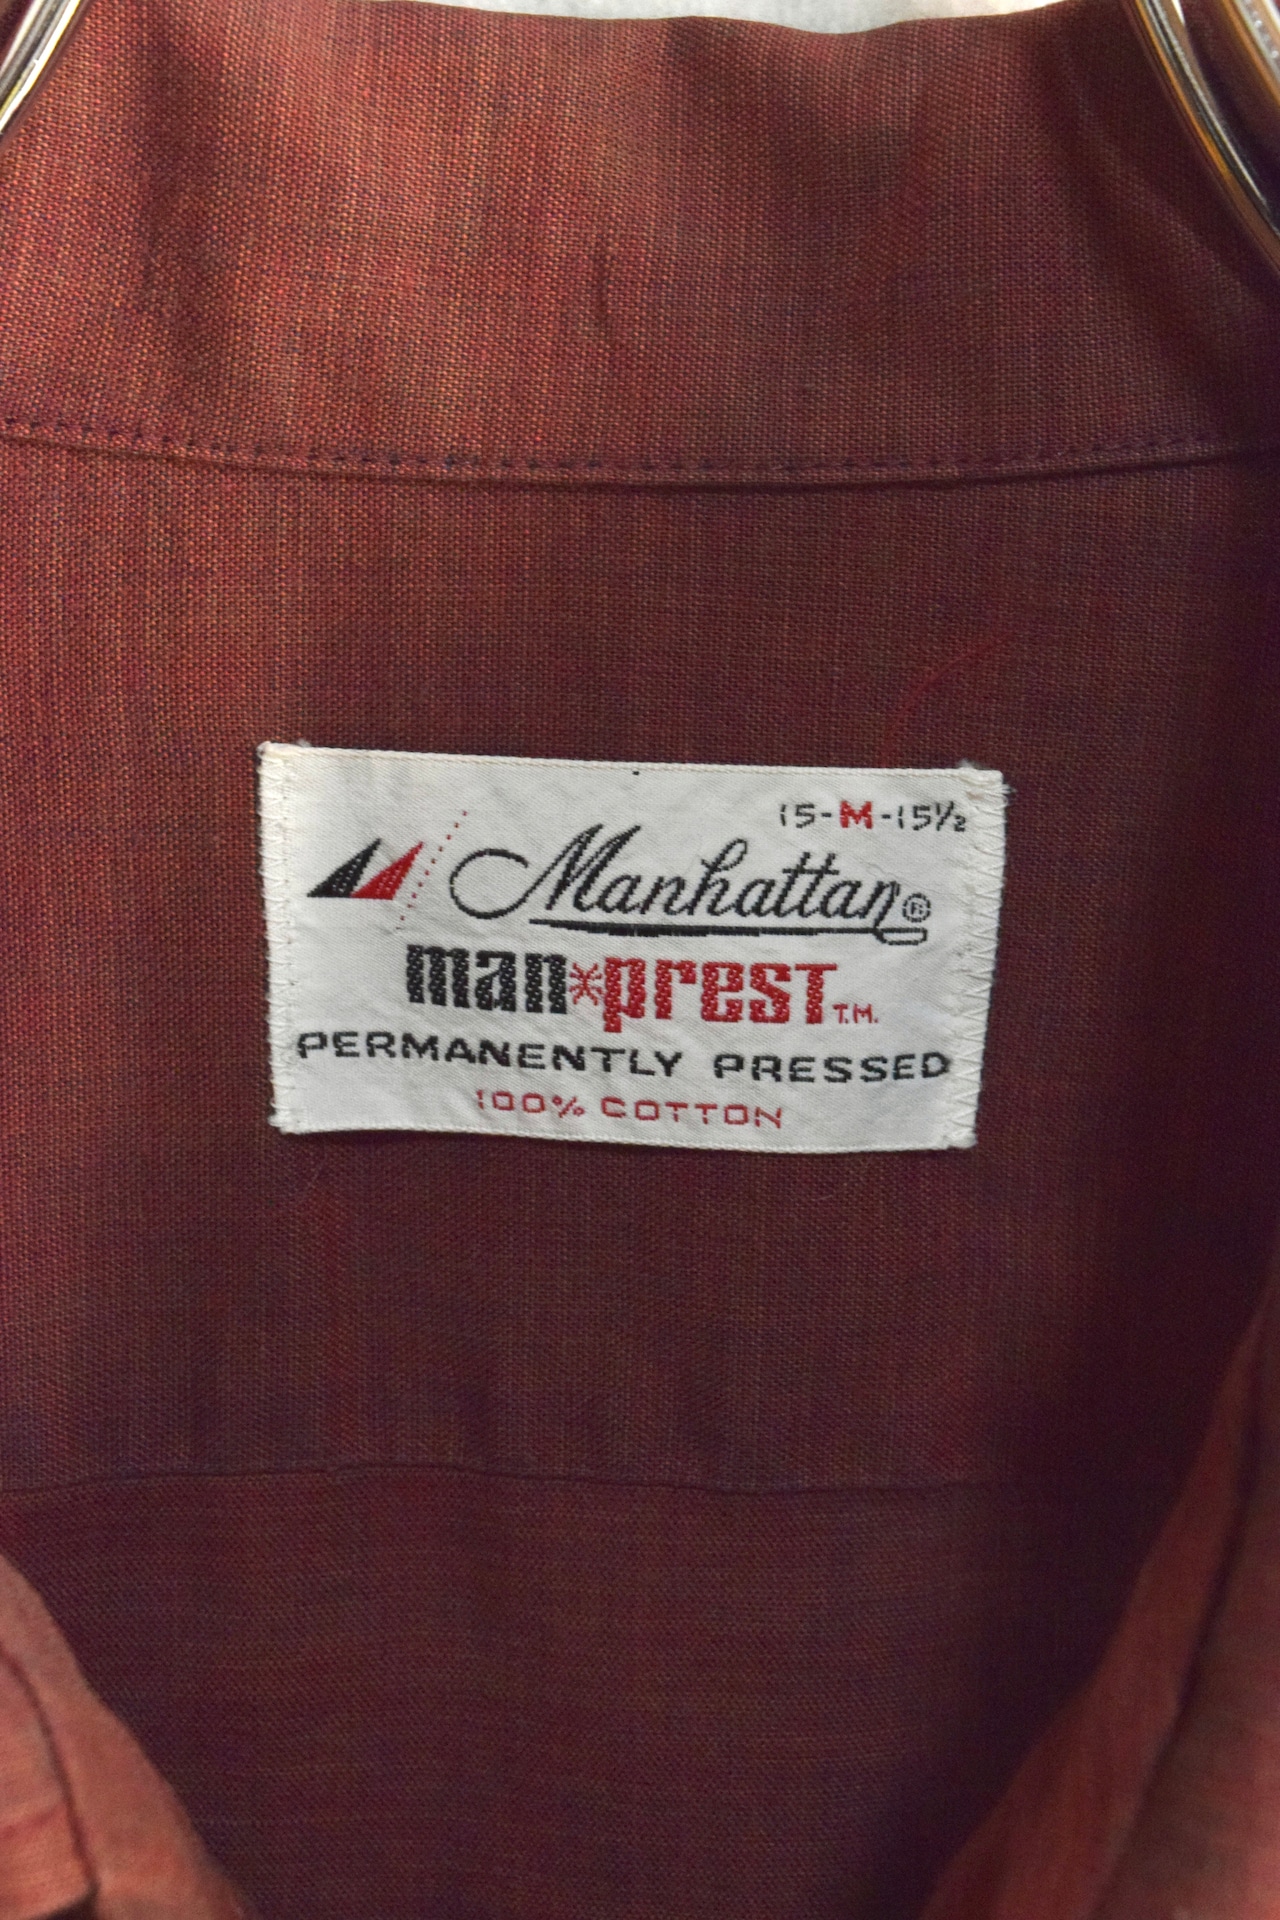 15-M-15½
Manhattan®
man*prest T.M.
PERMANENTLY PRESSED
100% COTTON